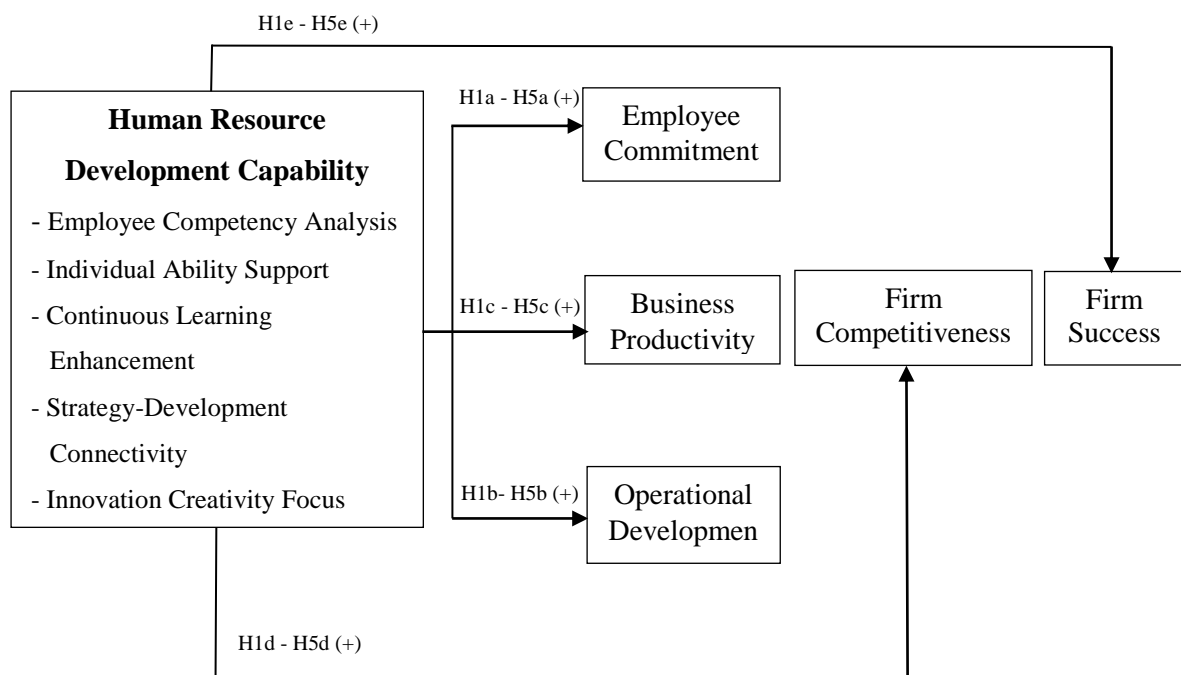 H1e - H5e (+)
Human Resource
Development Capability
- Employee Competency Analysis
- Individual Ability Support
- Continuous Learning
Enhancement
- Strategy-Development
Connectivity
- Innovation Creativity Focus
H1a - H5a (+)
Employee
Commitment
H1c - H5c (+)
Business
Productivity
H1b- H5b (+)
Operational
Developmen
Firm
Competitiveness
Firm
Success
H1d - H5d (+)